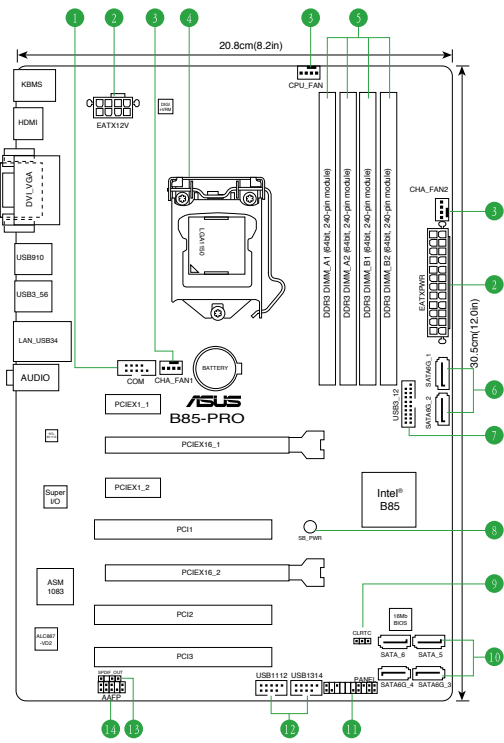 1
2
3
4
3
5
20.8cm(8.2in)
KBMS
HDMI
DVI_VGA
USB910
USB3_56
LAN_USB34
AUDIO
EATX12V
DIGI
+VRM
CPU_FAN
CHA_FAN2
3
LGA1150
DDR3 DIMM_A1 (64bit, 240-pin module)
DDR3 DIMM_A2 (64bit, 240-pin module)
DDR3 DIMM_B1 (64bit, 240-pin module)
DDR3 DIMM_B2 (64bit, 240-pin module)
EATXPWR
2
30.5cm(12.0in)
COM
CHA_FAN1
BATTERY
SATA6G_1
SATA6G_2
6
USB3_12
7
PCIEX1_1
ASUS
B85-PRO
PCIEX16_1
PCIEX1_2
Super
I/O
Intel®
B85
PCI1
SB_PWR
8
PCIEX16_2
ASM
1083
9
CLRTC
16Mb
BIOS
PCI2
ALC887
-VD2
SATA_6
SATA_5
10
PCI3
SATA6G_4
SATA6G_3
SPDIF_OUT
AAFP
USB1112
USB1314
PANEL
14
13
12
11